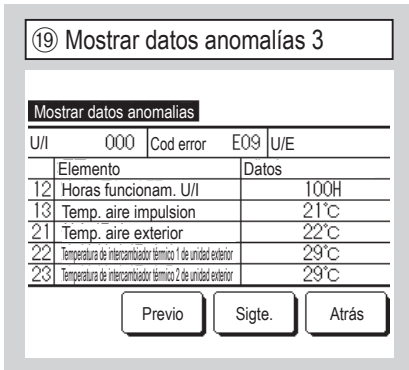 ⑲ Mostrar datos anomalías 3
Mostrar datos anomalias
U/I 000 Cod error E09 U/E
Elemento Datos
12 Horas funcionam. U/I 100H
13 Temp. aire impulsion 21°C
21 Temp. aire exterior 22°C
22 Temperatura de intercambiador térmico 1 de unidad exterior 29°C
23 Temperatura de intercambiador térmico 2 de unidad exterior 29°C
Previo Sigte. Atrás